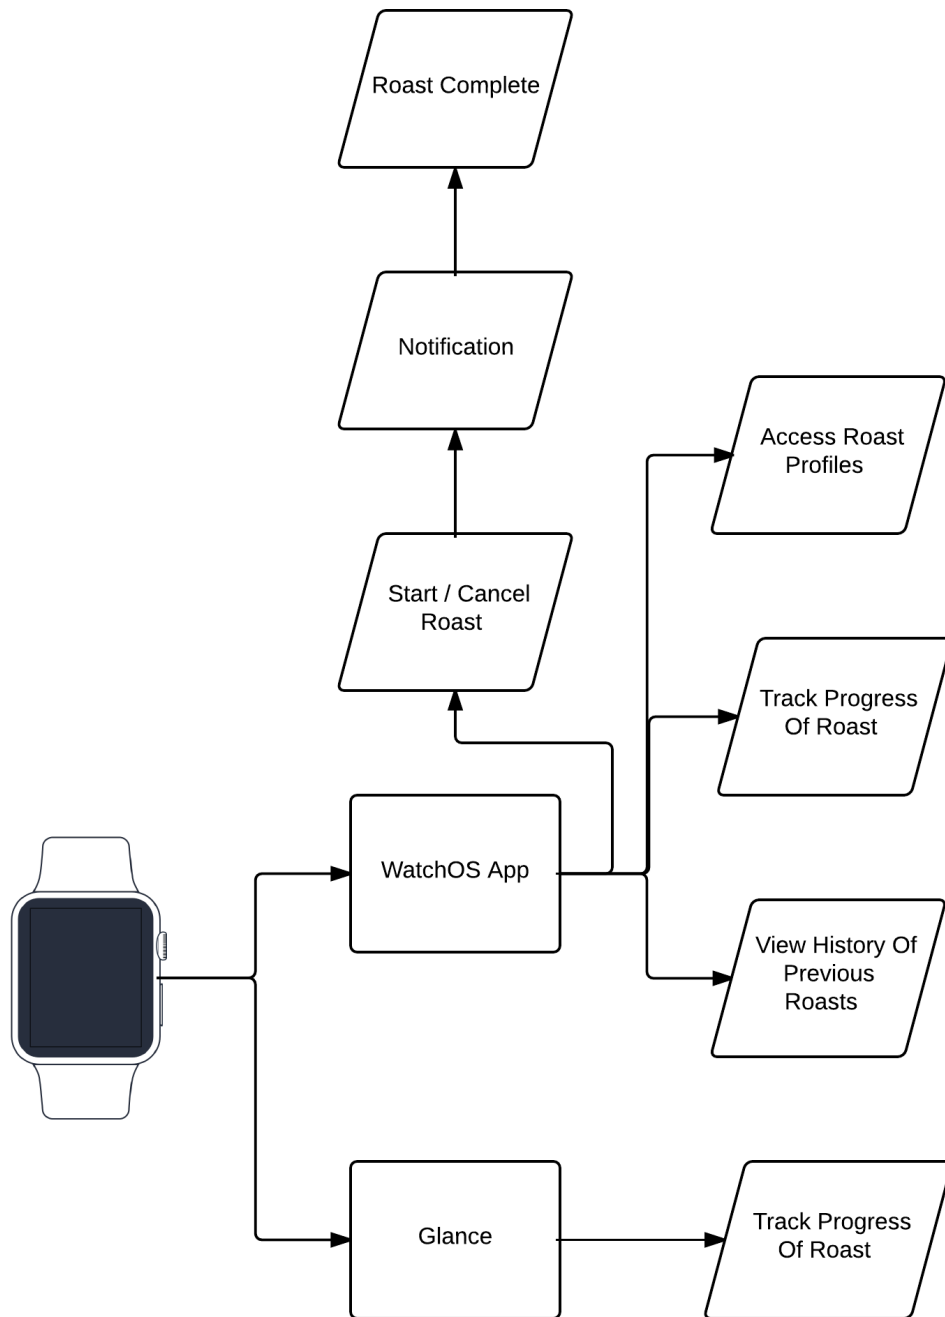 Roast Complete
Notification
Access Roast
Profiles
Start / Cancel
Roast
Track Progress
Of Roast
WatchOS App
View History Of
Previous
Roasts
Glance
Track Progress
Of Roast